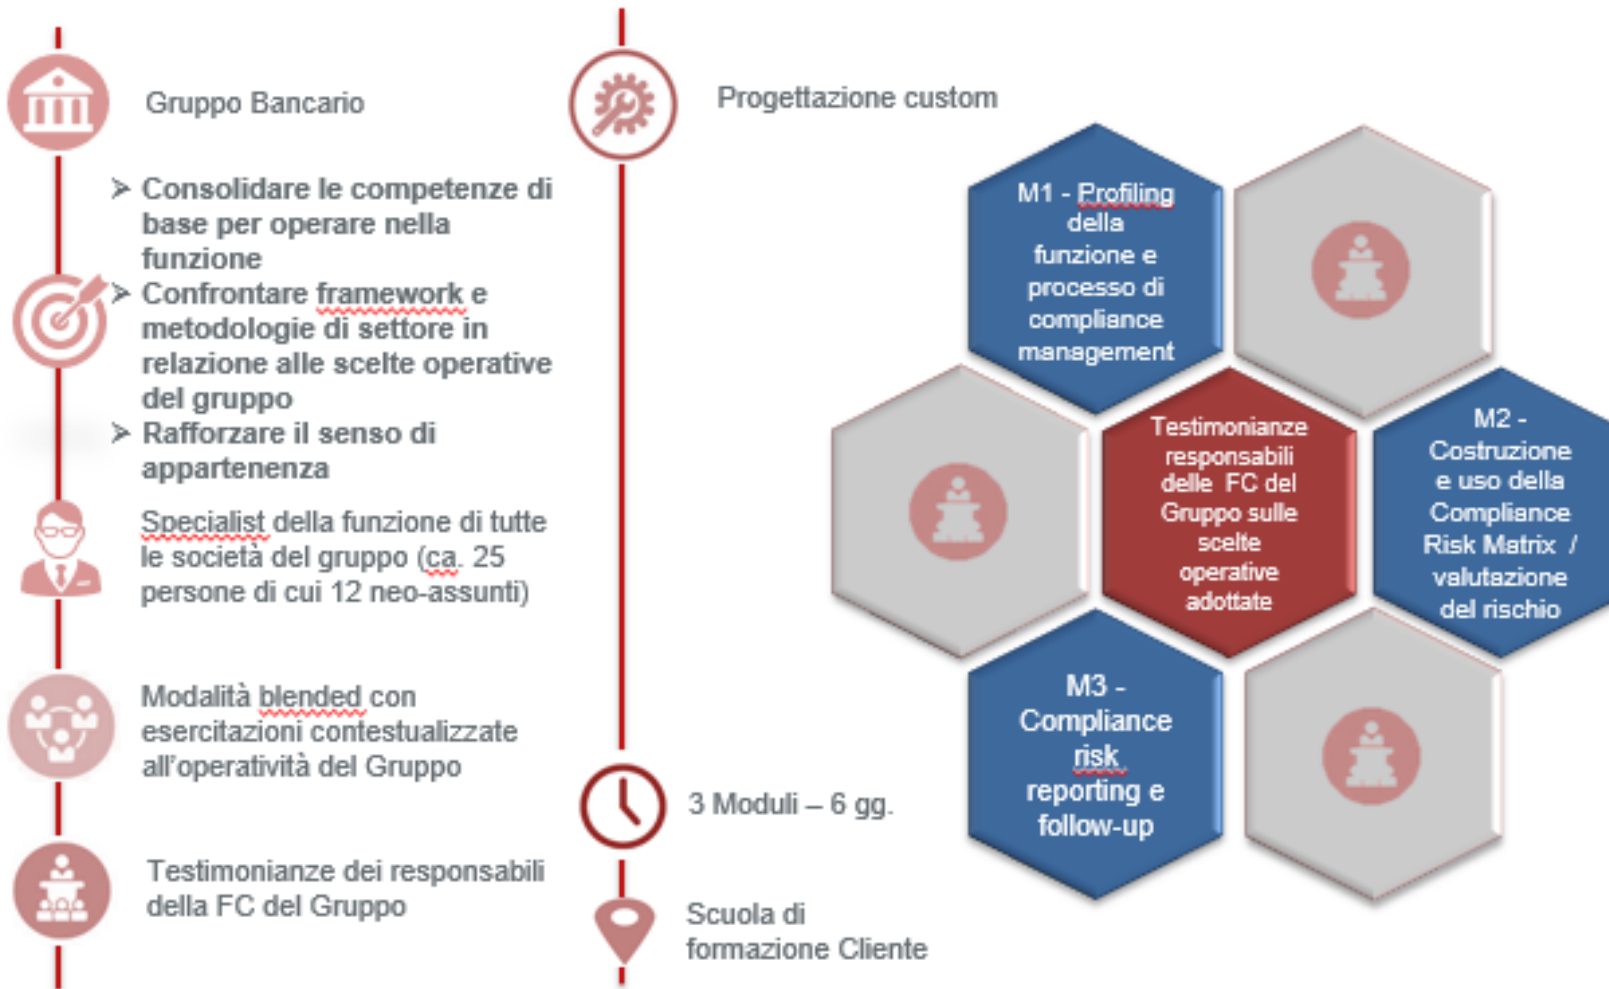 Gruppo Bancario
➢ Consolidare le competenze di
base per operare nella
funzione
➢ Confrontare framework e
metodologie di settore in
relazione alle scelte operative
del gruppo
➢ Rafforzare il senso di
appartenenza
Specialist della funzione di tutte
le società del gruppo (ca. 25
persone di cui 12 neo-assunti)
Modalità blended con
esercitazioni contestualizzate
all'operatività del Gruppo
Testimonianze dei responsabili
della FC del Gruppo
Progettazione custom
M1 - Profiling
della
funzione e
processo di
compliance
management
Testimonianze
responsabili
delle FC del
Gruppo sulle
scelte
operative
adottate
M2 -
Costruzione
e uso della
Compliance
Risk Matrix /
valutazione
del rischio
M3 -
Compliance
risk
reporting e
follow-up
3 Moduli – 6 gg.
Scuola di
formazione Cliente